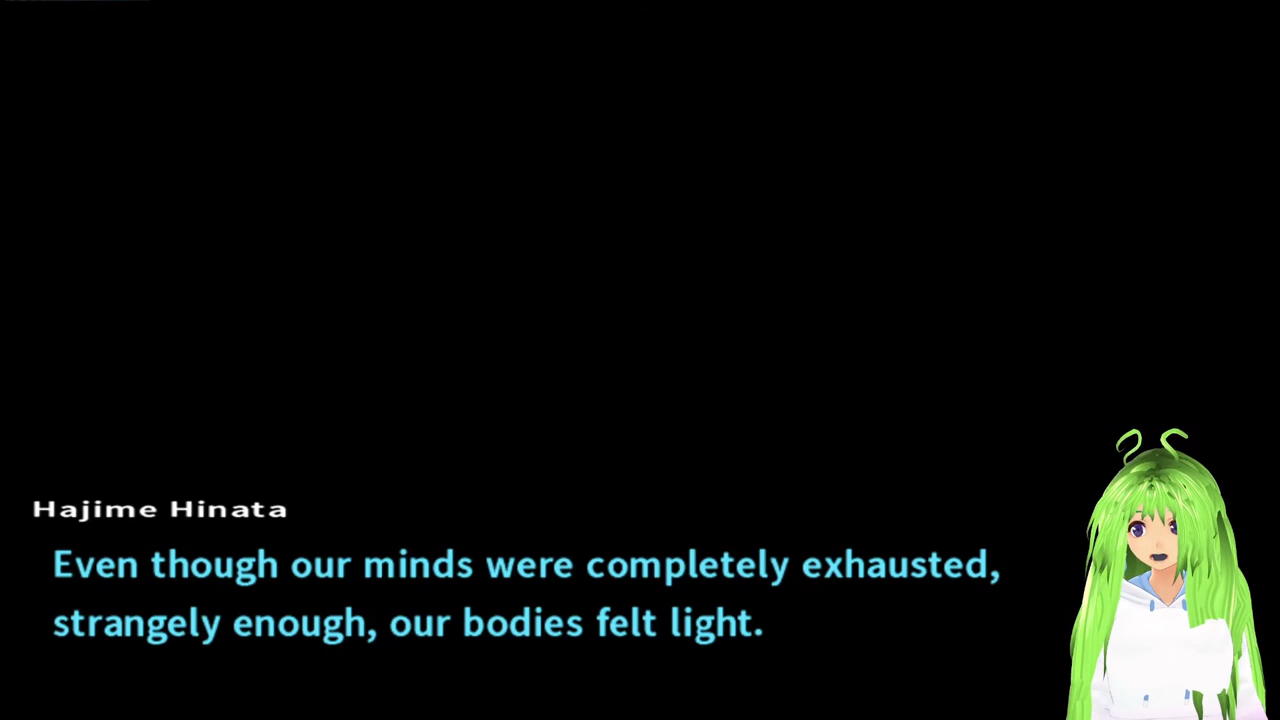 Hajime Hinata
Even though our minds were completely exhausted,
strangely enough, our bodies felt light.